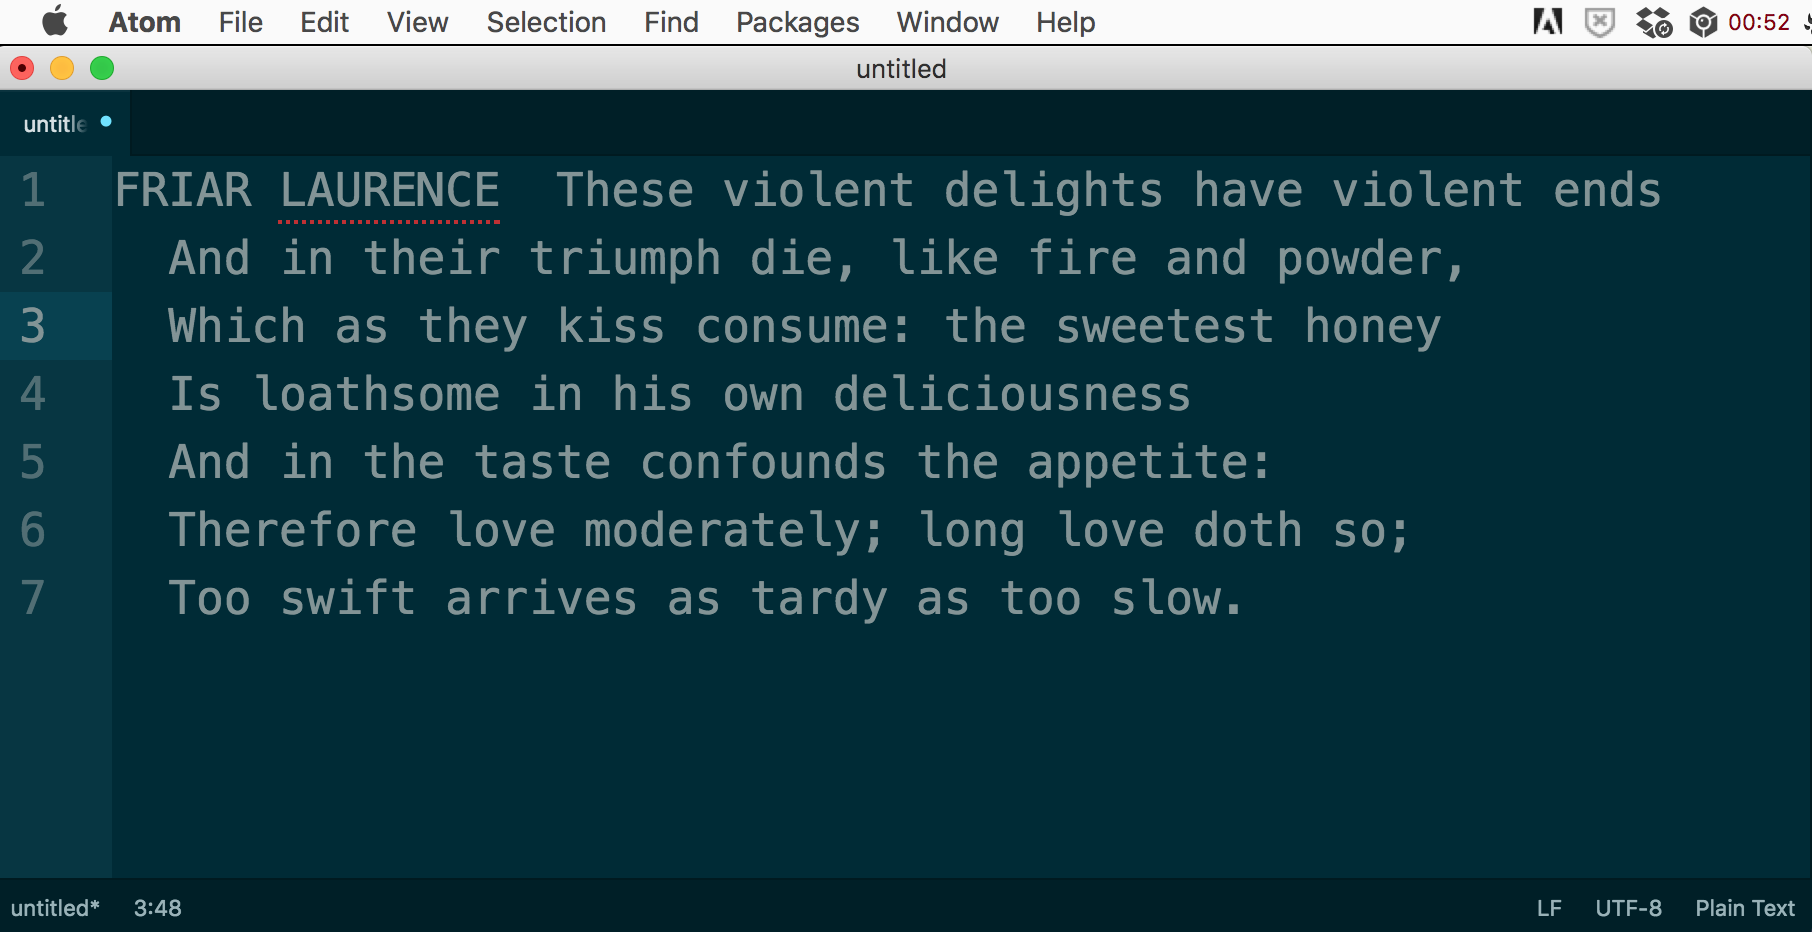 Atom File Edit View Selection Find Packages Window Help 00:52
untitled
untitle
1 FRIAR LAURENCE  These violent delights have violent ends
2   And in their triumph die, like fire and powder,
3   Which as they kiss consume: the sweetest honey
4   Is loathsome in his own deliciousness
5   And in the taste confounds the appetite:
6   Therefore love moderately; long love doth so;
7   Too swift arrives as tardy as too slow.
untitled* 3:48 LF UTF-8 Plain Text